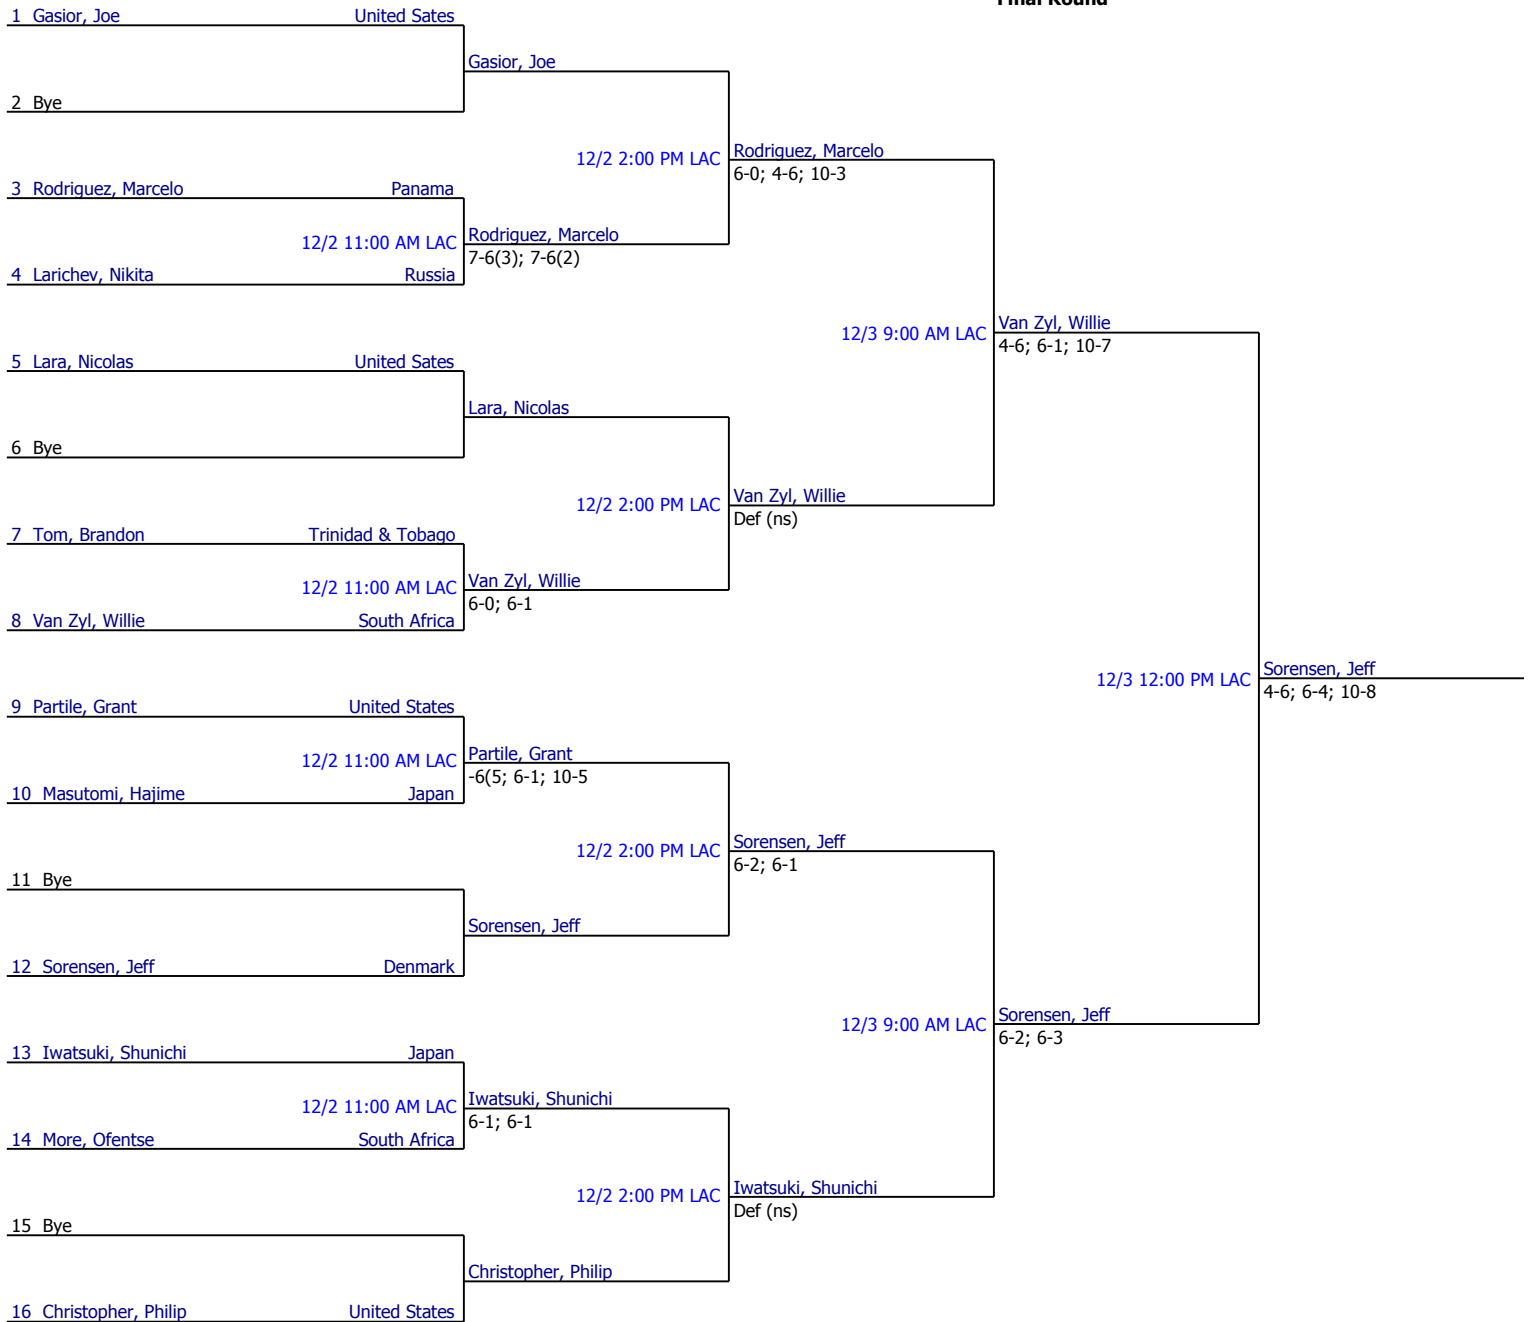 Final Round
1 Gasior, Joe United Sates
Gasior, Joe
2 Bye
12/2 2:00 PM LAC Rodriguez, Marcelo
6-0; 4-6; 10-3
3 Rodriguez, Marcelo Panama
12/2 11:00 AM LAC Rodriguez, Marcelo
7-6(3); 7-6(2)
4 Larichev, Nikita Russia
12/3 9:00 AM LAC Van Zyl, Willie
4-6; 6-1; 10-7
5 Lara, Nicolas United Sates
Lara, Nicolas
6 Bye
12/2 2:00 PM LAC Van Zyl, Willie
Def (ns)
7 Tom, Brandon Trinidad & Tobago
12/2 11:00 AM LAC Van Zyl, Willie
6-0; 6-1
8 Van Zyl, Willie South Africa
12/3 12:00 PM LAC Sorensen, Jeff
4-6; 6-4; 10-8
9 Partile, Grant United States
12/2 11:00 AM LAC Partile, Grant
-6(5; 6-1; 10-5
10 Masutomi, Hajime Japan
12/2 2:00 PM LAC Sorensen, Jeff
6-2; 6-1
11 Bye
Sorensen, Jeff
12 Sorensen, Jeff Denmark
12/3 9:00 AM LAC Sorensen, Jeff
6-2; 6-3
13 Iwatsuki, Shunichi Japan
12/2 11:00 AM LAC Iwatsuki, Shunichi
6-1; 6-1
14 More, Ofentse South Africa
12/2 2:00 PM LAC Iwatsuki, Shunichi
Def (ns)
15 Bye
Christopher, Philip
16 Christopher, Philip United States